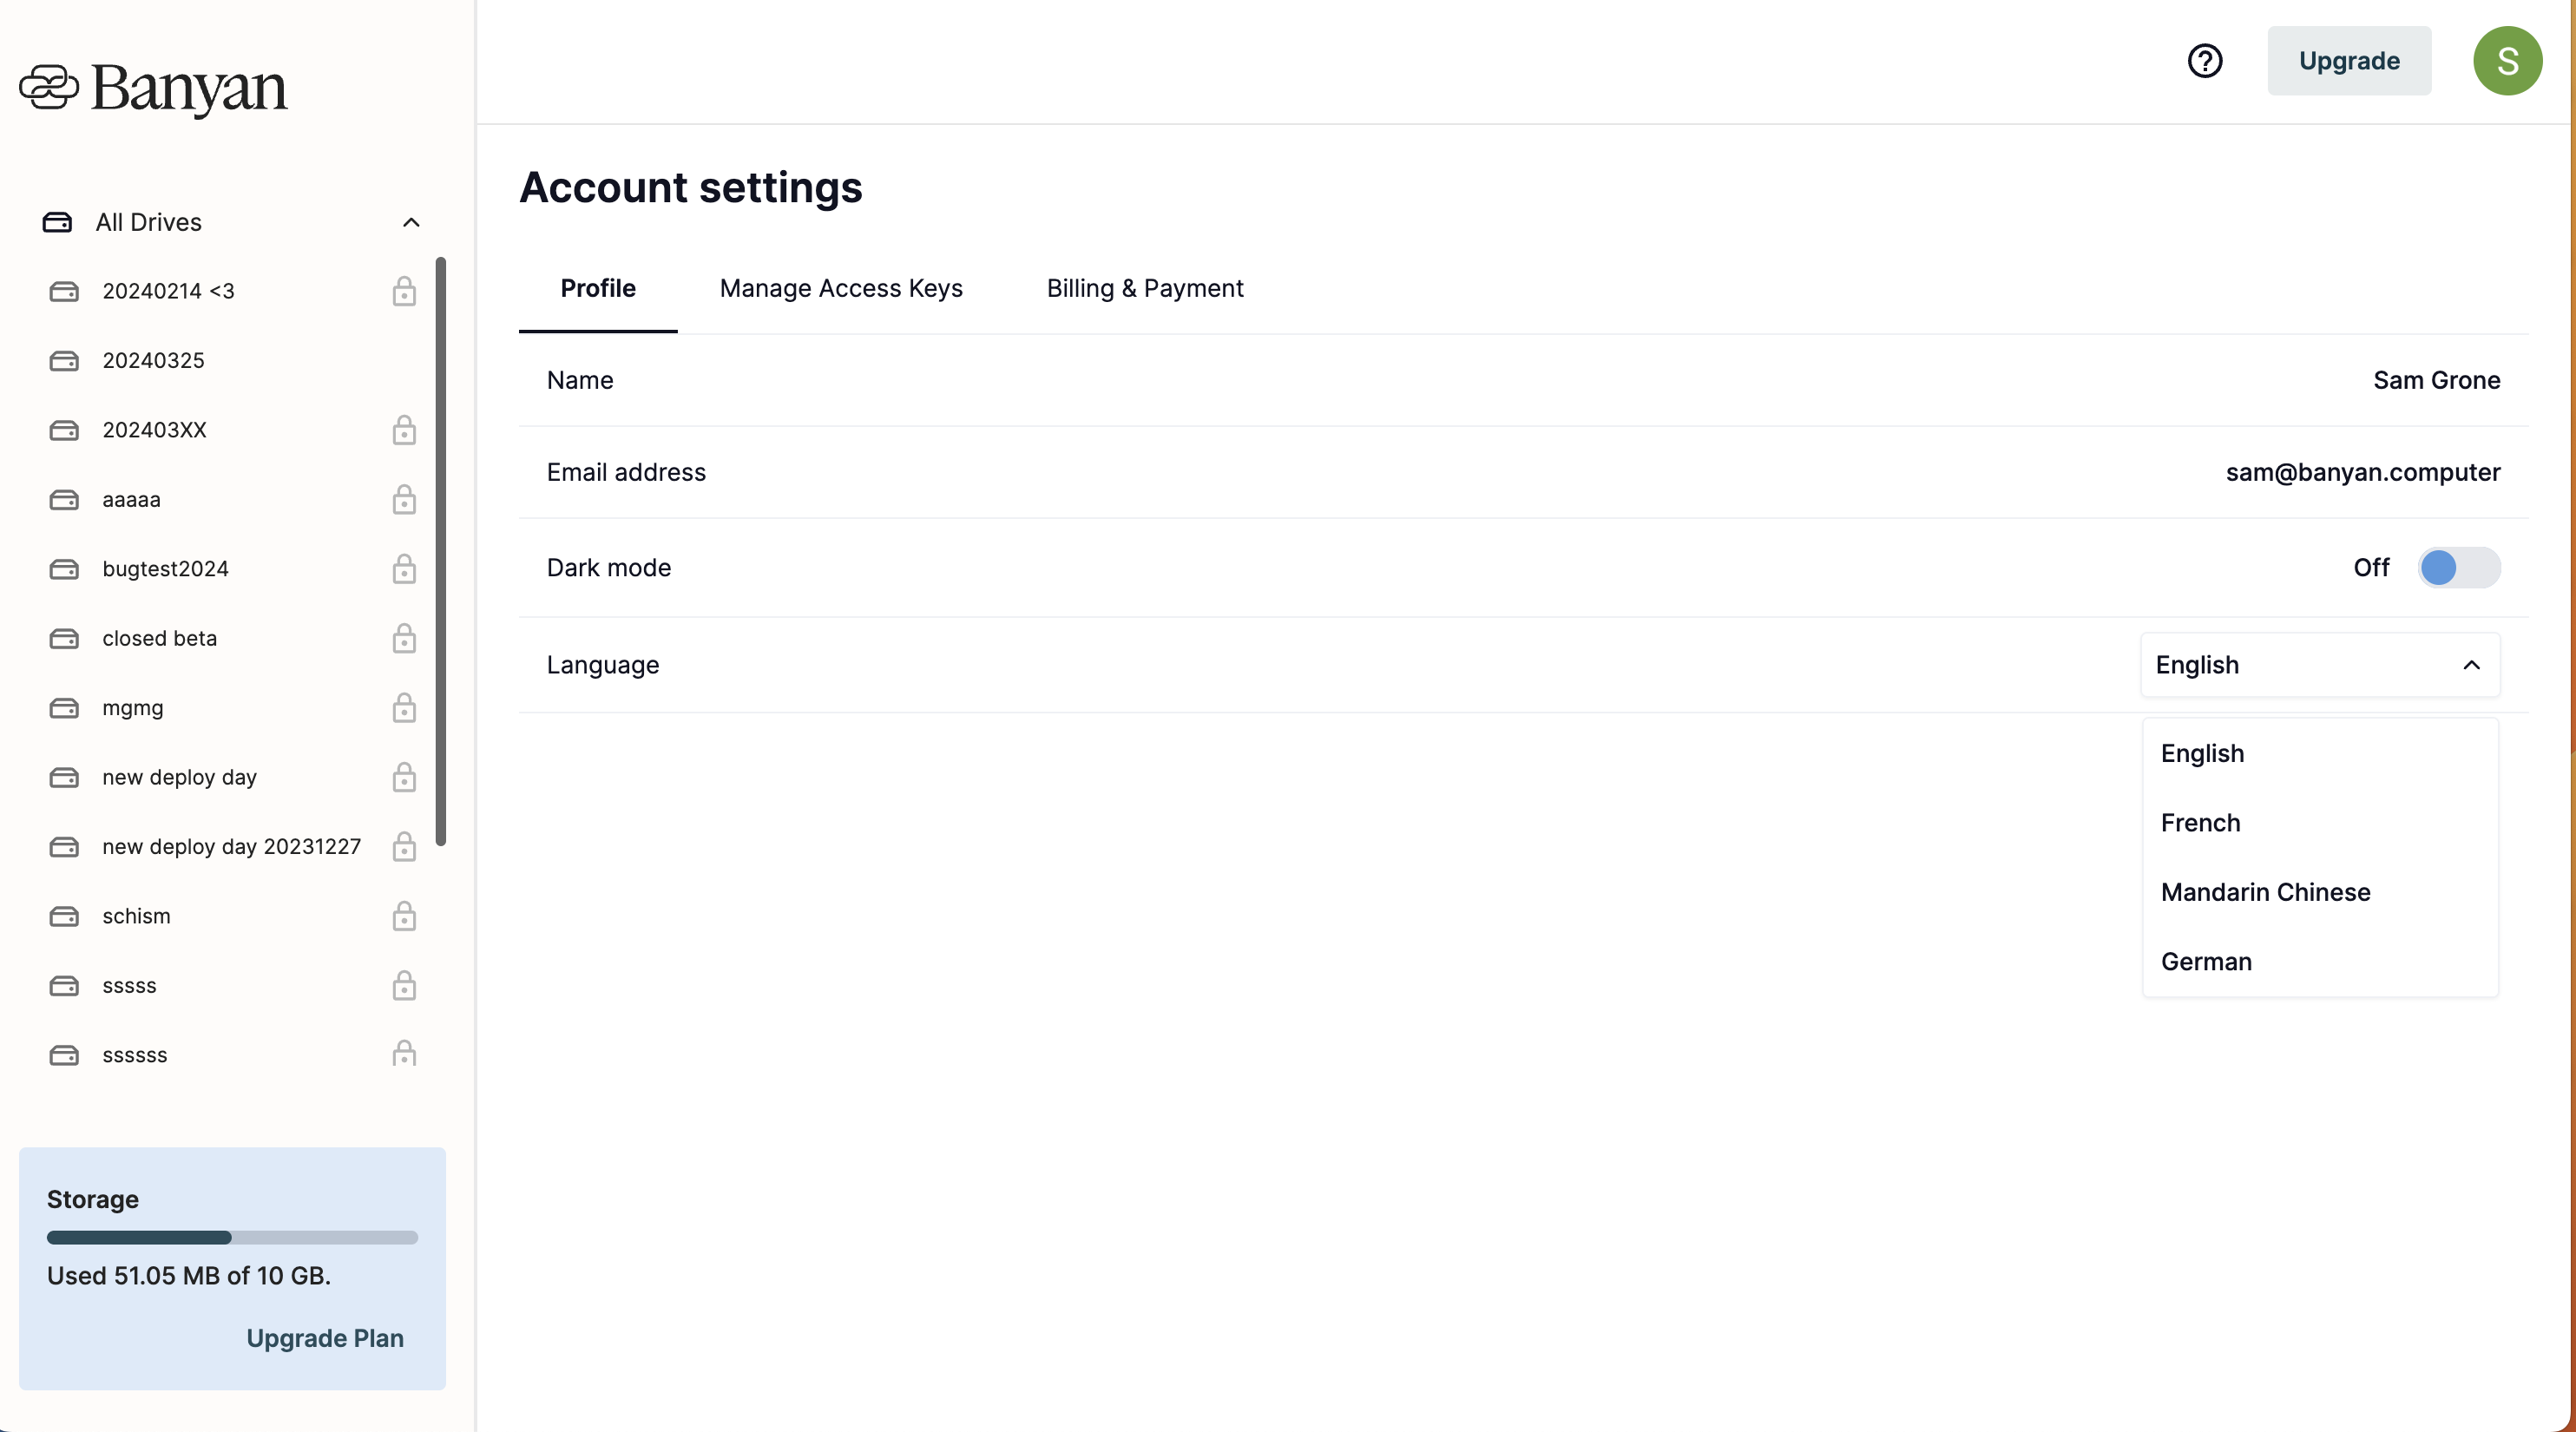 Banyan
All Drives
20240214 <3
20240325
202403XX
aaaaa
bugtest2024
closed beta
mgmg
new deploy day
new deploy day 20231227
schism
sssss
ssssss
Storage
Used 51.05 MB of 10 GB.
Upgrade Plan
?
Upgrade
S
Account settings
Profile Manage Access Keys Billing & Payment
Name Sam Grone
Email address sam@banyan.computer
Dark mode Off
Language English
English
French
Mandarin Chinese
German